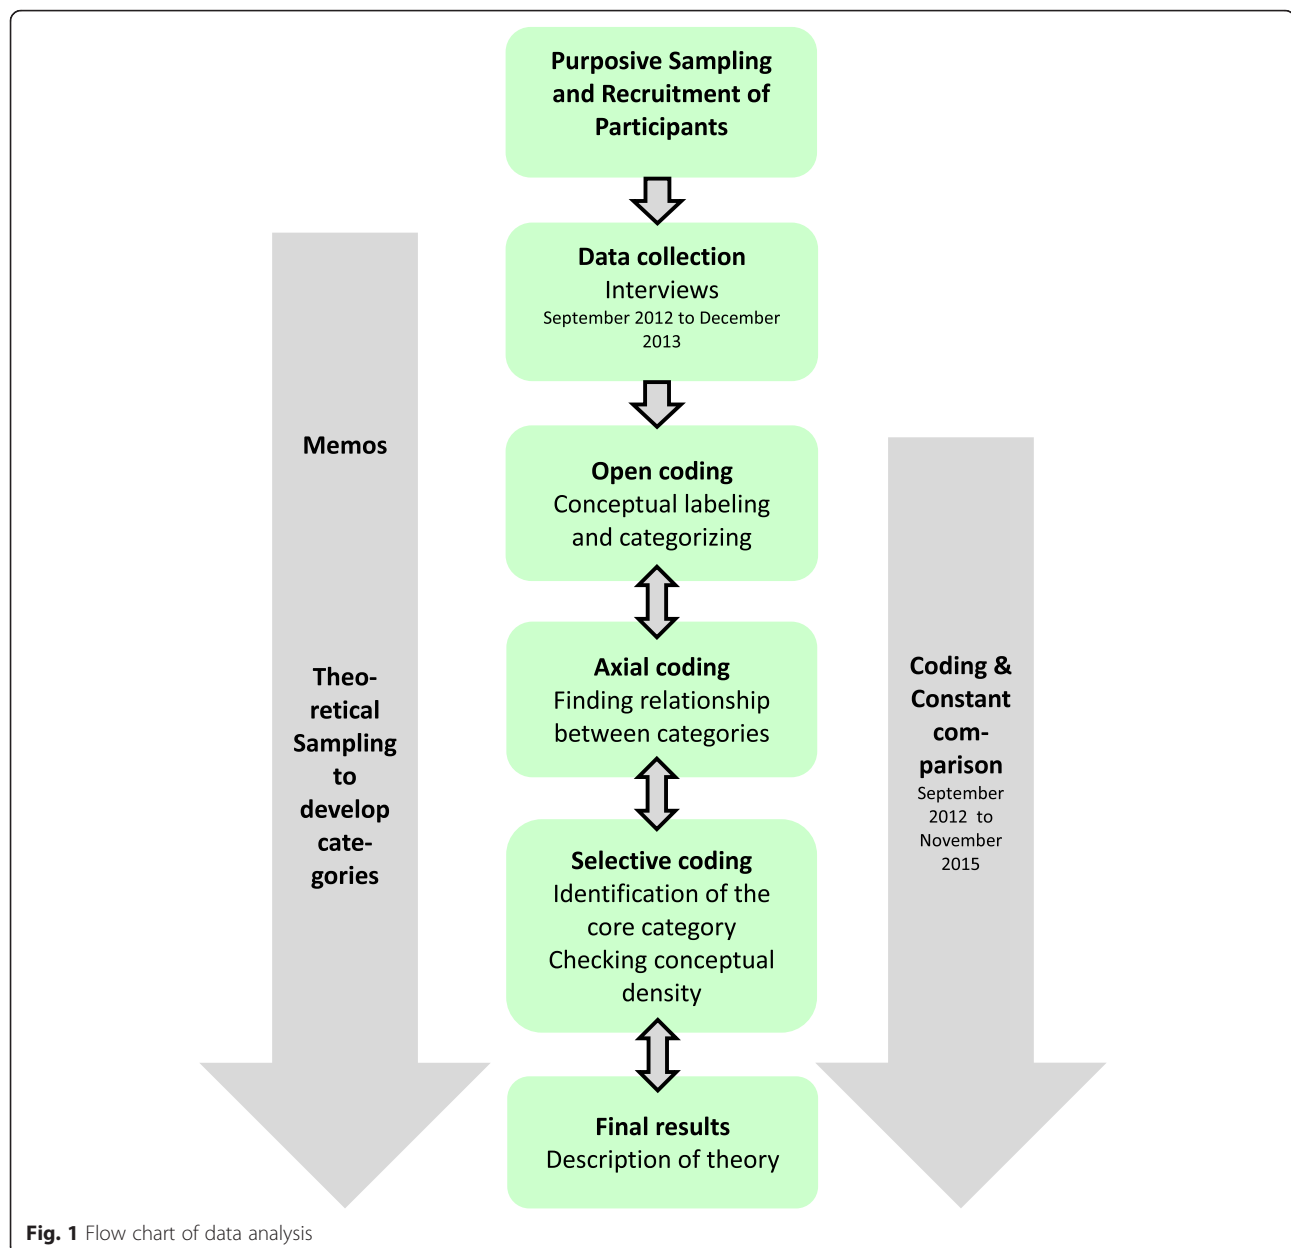 Purposive Sampling
and Recruitment of
Participants
Data collection
Interviews
September 2012 to December
2013
Memos
Open coding
Conceptual labeling
and categorizing
Theo-
retical
Sampling
to
develop
cate-
gories
Axial coding
Finding relationship
between categories
Coding &
Constant
com-
parison
September
2012 to
November
2015
Selective coding
Identification of the
core category
Checking conceptual
density
Final results
Description of theory
Fig. 1 Flow chart of data analysis